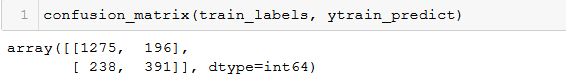 1 confusion_matrix(train_labels, ytrain_predict)
array([[1275,  196],
       [ 238,  391]], dtype=int64)